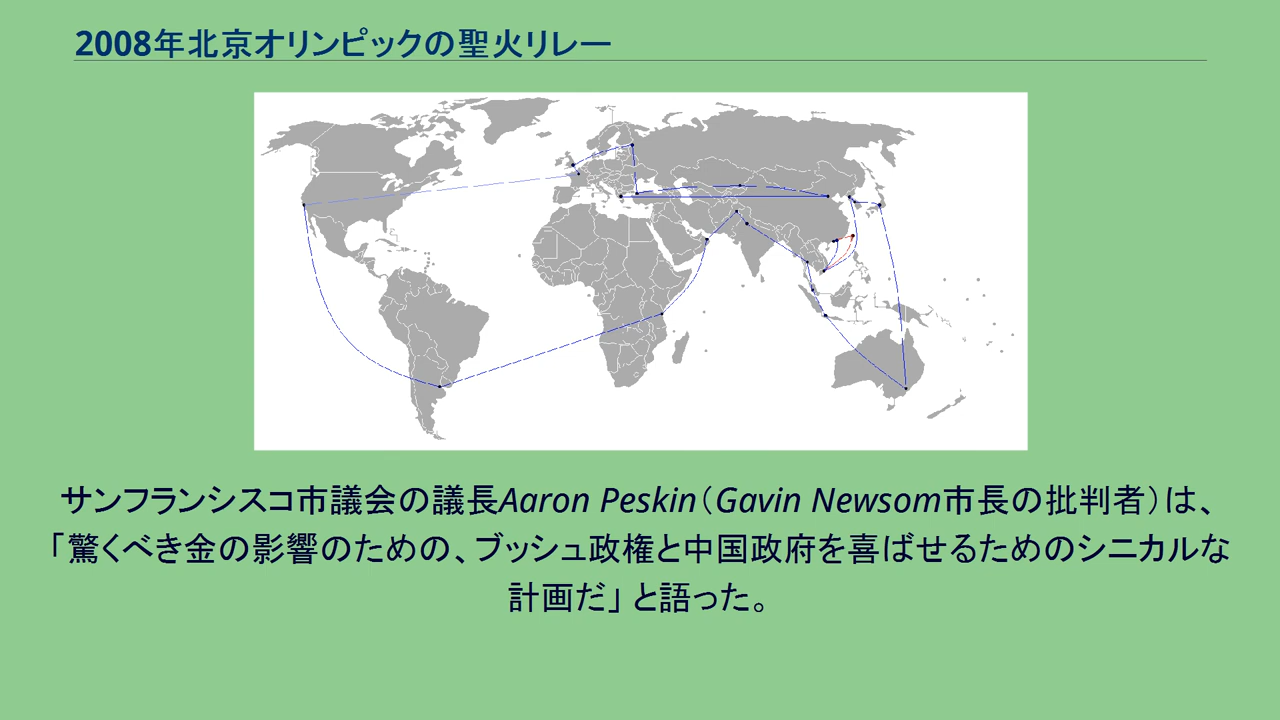 2008年北京オリンピックの聖火リレー
サンフランシスコ市議会の議長Aaron Peskin（Gavin Newsom市長の批判者）は、
「驚くべき金の影響のための、ブッシュ政権と中国政府を喜ばせるためのシニカルな
計画だ」と語った。